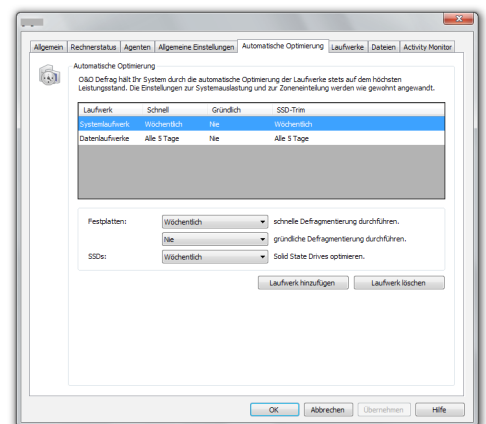 Allgemein Rechnerstatus Agenten Allgemeine Einstellungen Automatische Optimierung Laufwerke Dateien Activity Monitor
Automatische Optimierung
O&O Defrag hält Ihr System durch die automatische Optimierung der Laufwerke stets auf dem höchsten
Leistungsstand. Die Einstellungen zur Systemauslastung und zur Zoneneinteilung werden wie gewohnt angewandt.
Laufwerk Schnell Gründlich SSD-Trim
Systemlaufwerk Wöchentlich Nie Wöchentlich
Datenlaufwerke Alle 5 Tage Nie Alle 5 Tage
Festplatten: Wöchentlich schnelle Defragmentierung durchführen.
Nie gründliche Defragmentierung durchführen.
SSDs: Wöchentlich Solid State Drives optimieren.
Laufwerk hinzufügen Laufwerk löschen
OK Abbrechen Übernehmen Hilfe